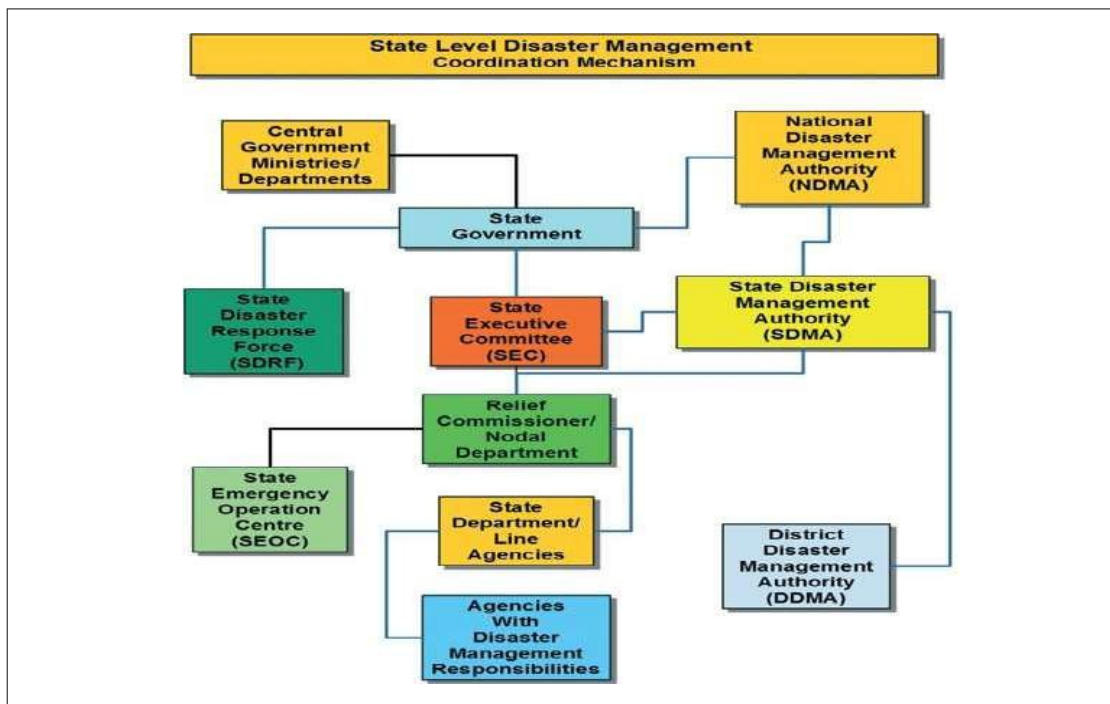 State Level Disaster Management
Coordination Mechanism
Central
Government
Ministries/
Departments
National
Disaster
Management
Authority
(NDMA)
State
Government
State
Disaster
Response
Force
(SDRF)
State
Executive
Committee
(SEC)
State Disaster
Management
Authority
(SDMA)
Relief
Commissioner/
Nodal
Department
State
Emergency
Operation
Centre
(SEOC)
State
Department/
Line
Agencies
District
Disaster
Management
Authority
(DDMA)
Agencies
With
Disaster
Management
Responsibilities